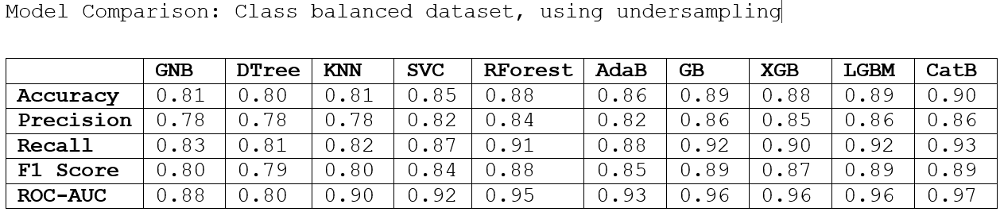 Model Comparison: Class balanced dataset, using undersampling
GNB DTree KNN SVC RForest AdaB GB XGB LGBM CatB
Accuracy 0.81 0.80 0.81 0.85 0.88 0.86 0.89 0.88 0.89 0.90
Precision 0.78 0.78 0.78 0.82 0.84 0.82 0.86 0.85 0.86 0.86
Recall 0.83 0.81 0.82 0.87 0.91 0.88 0.92 0.90 0.92 0.93
F1 Score 0.80 0.79 0.80 0.84 0.88 0.85 0.89 0.87 0.89 0.89
ROC-AUC 0.88 0.80 0.90 0.92 0.95 0.93 0.96 0.96 0.96 0.97